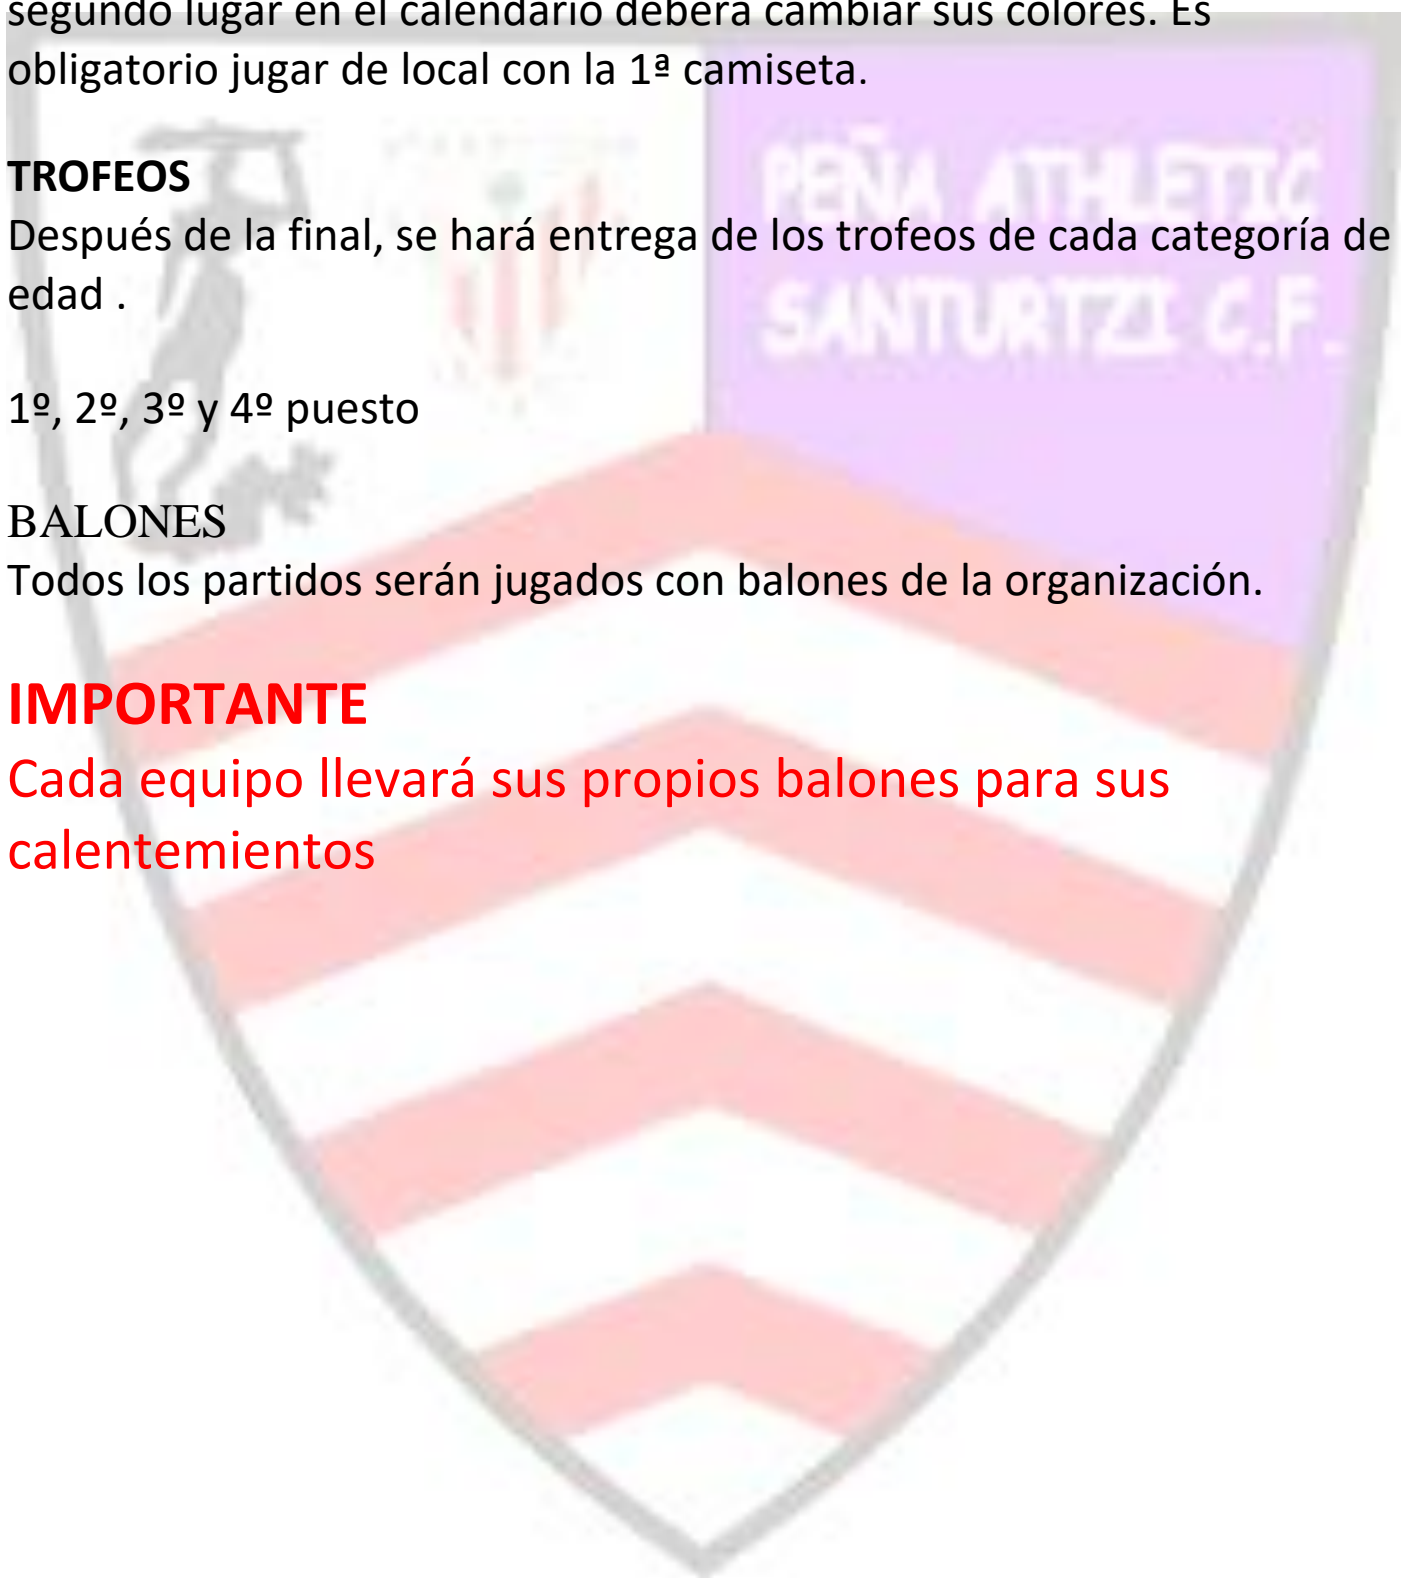 segundo lugar en el calendario deberá cambiar sus colores. Es
obligatorio jugar de local con la 1ª camiseta.
TROFEOS
Después de la final, se hará entrega de los trofeos de cada categoría de
edad .
1º, 2º, 3º y 4º puesto
BALONES
Todos los partidos serán jugados con balones de la organización.
IMPORTANTE
Cada equipo llevará sus propios balones para sus
calentemientos
PEÑA ATHLETIC
SANTURTZI C.F.